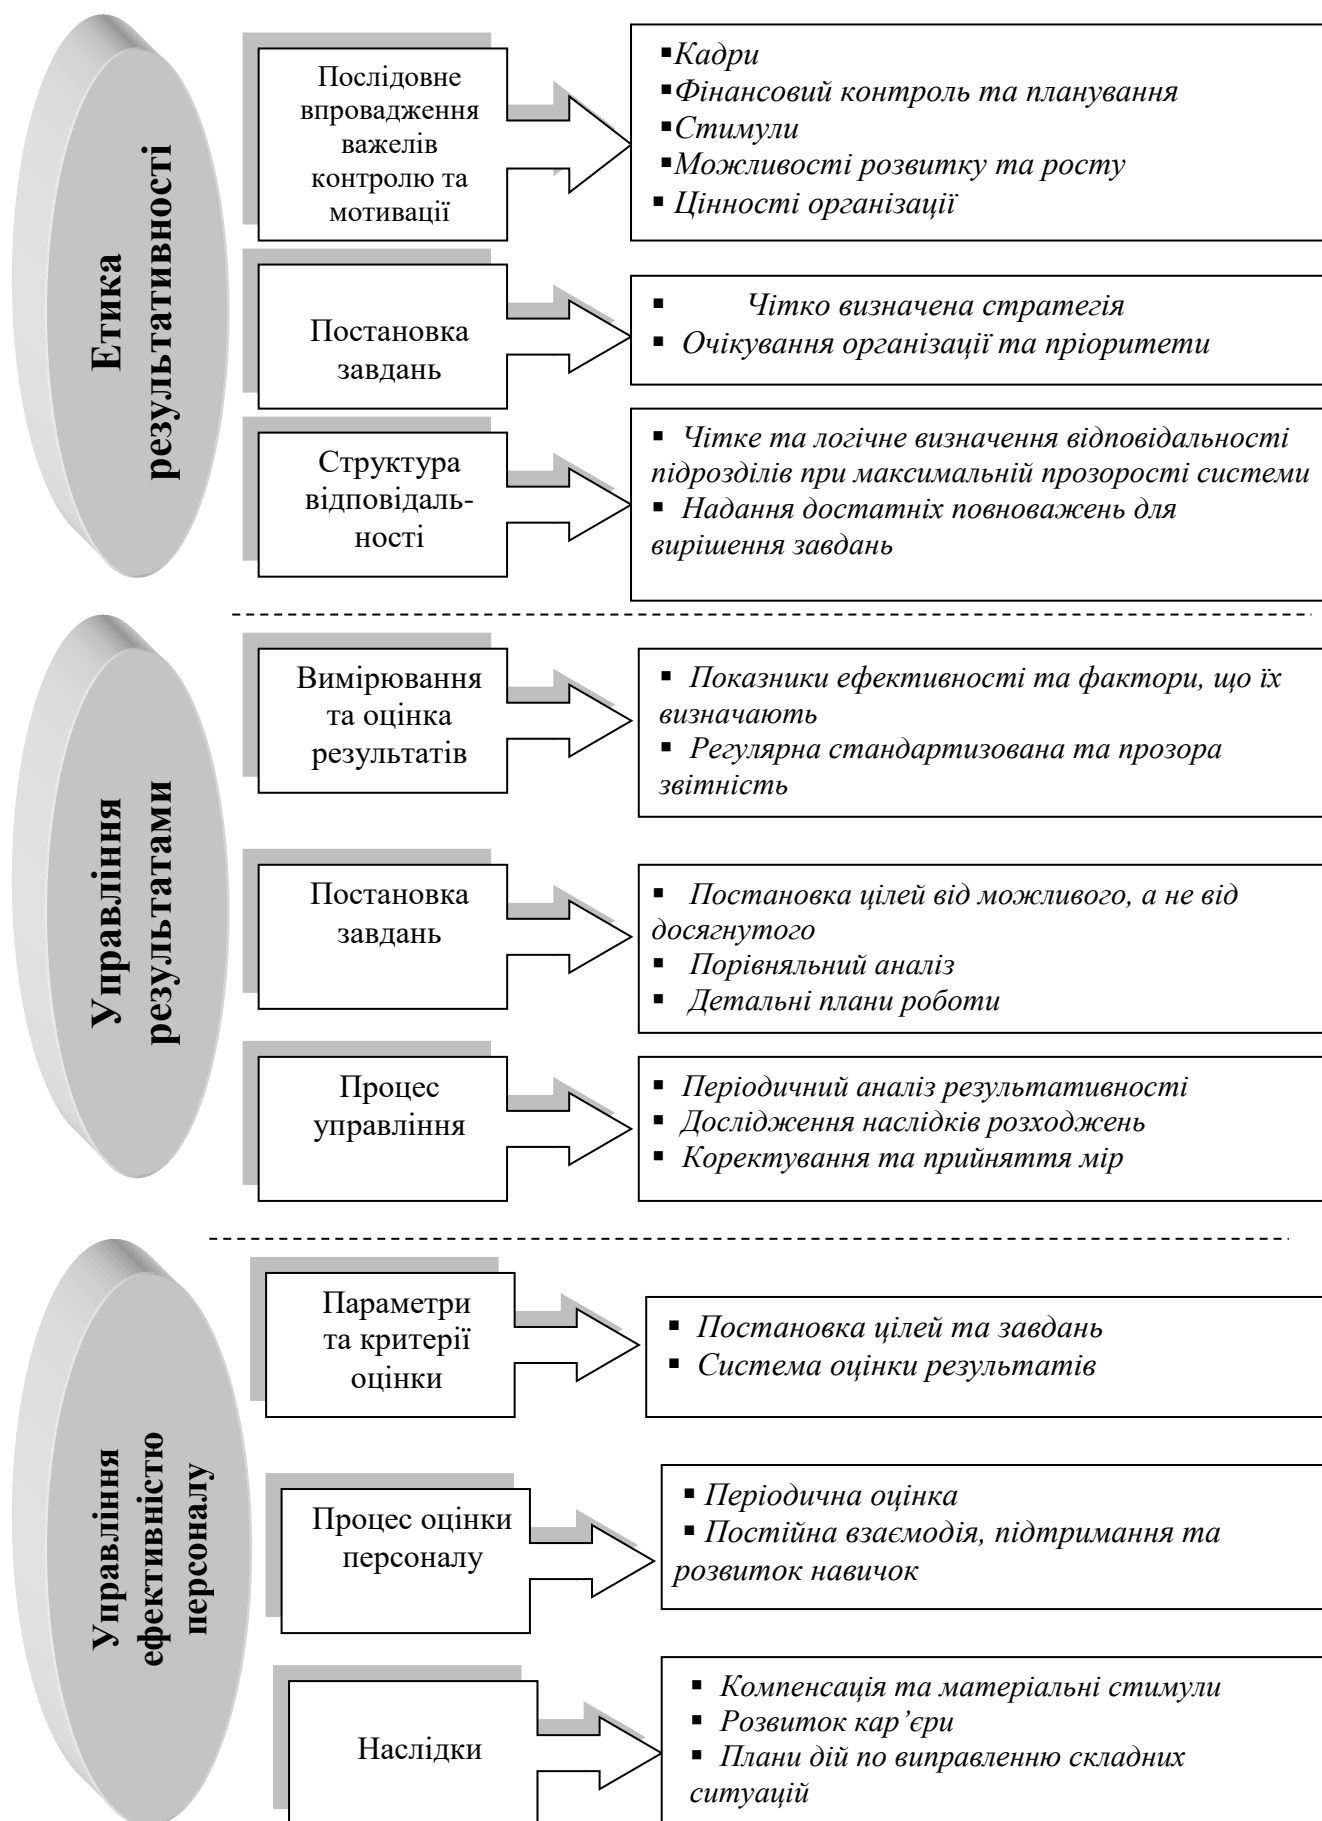 Етика
результативності
Послідовне
впровадження
важелів
контролю та
мотивації
▪Кадри
▪Фінансовий контроль та планування
▪Стимули
▪Можливості розвитку та росту
▪ Цінності організації
Постановка
завдань
▪ Чітко визначена стратегія
▪ Очікування організації та пріоритети
Структура
відповідаль-
ності
▪ Чітке та логічне визначення відповідальності
підрозділів при максимальній прозорості системи
▪ Надання достатніх повноважень для
вирішення завдань
Управління
результатами
Вимірювання
та оцінка
результатів
▪ Показники ефективності та фактори, що їх
визначають
▪ Регулярна стандартизована та прозора
звітність
Постановка
завдань
▪ Постановка цілей від можливого, а не від
досягнутого
▪ Порівняльний аналіз
▪ Детальні плани роботи
Процес
управління
▪ Періодичний аналіз результативності
▪ Дослідження наслідків розходжень
▪ Коректування та прийняття мір
Управління
ефективністю
персоналу
Параметри
та критерії
оцінки
▪ Постановка цілей та завдань
▪ Система оцінки результатів
Процес оцінки
персоналу
▪ Періодична оцінка
▪ Постійна взаємодія, підтримання та
розвиток навичок
Наслідки
▪ Компенсація та матеріальні стимули
▪ Розвиток кар’єри
▪ Плани дій по виправленню складних
ситуацій